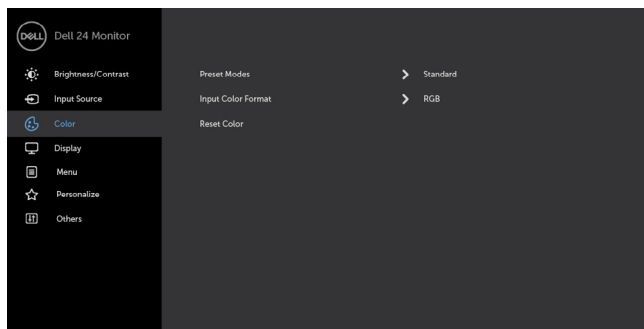 DELL Dell 24 Monitor
Brightness/Contrast Preset Modes Standard
Input Source Input Color Format RGB
Color Reset Color
Display
Menu
Personalize
Others